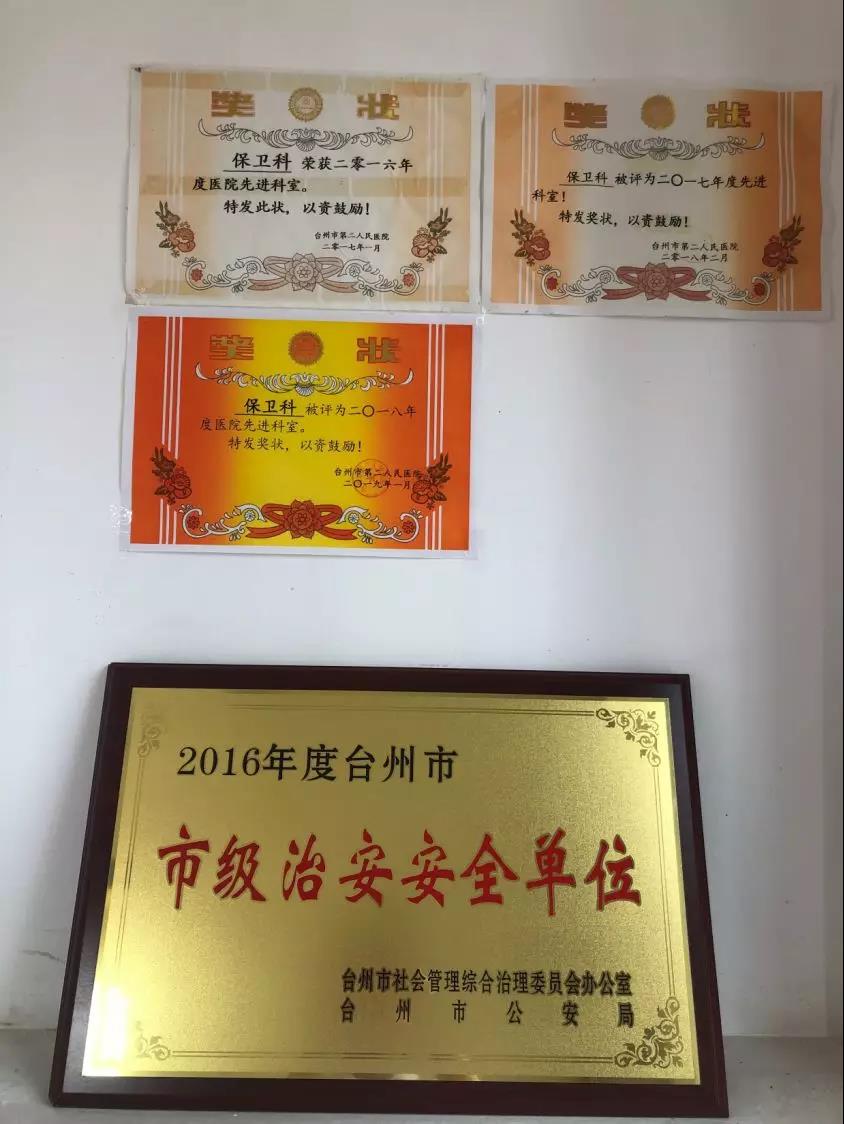 奖 状
保卫科 荣获二零一六年
度医院先进科室。
特发此状，以资鼓励！
台州市第二人民医院
二零一七年一月
奖 状
保卫科 被评为二〇一七年度先进
科室！
特发奖状，以资鼓励！
台州市第二人民医院
二零一八年二月
奖 状
保卫科 被评为二〇一八年
度医院先进科室。
特发奖状，以资鼓励！
台州市第二人民医院
二〇一九年一月
2016年度台州市
市级治安安全单位
台州市社会管理综合治理委员会办公室
台州市公安局